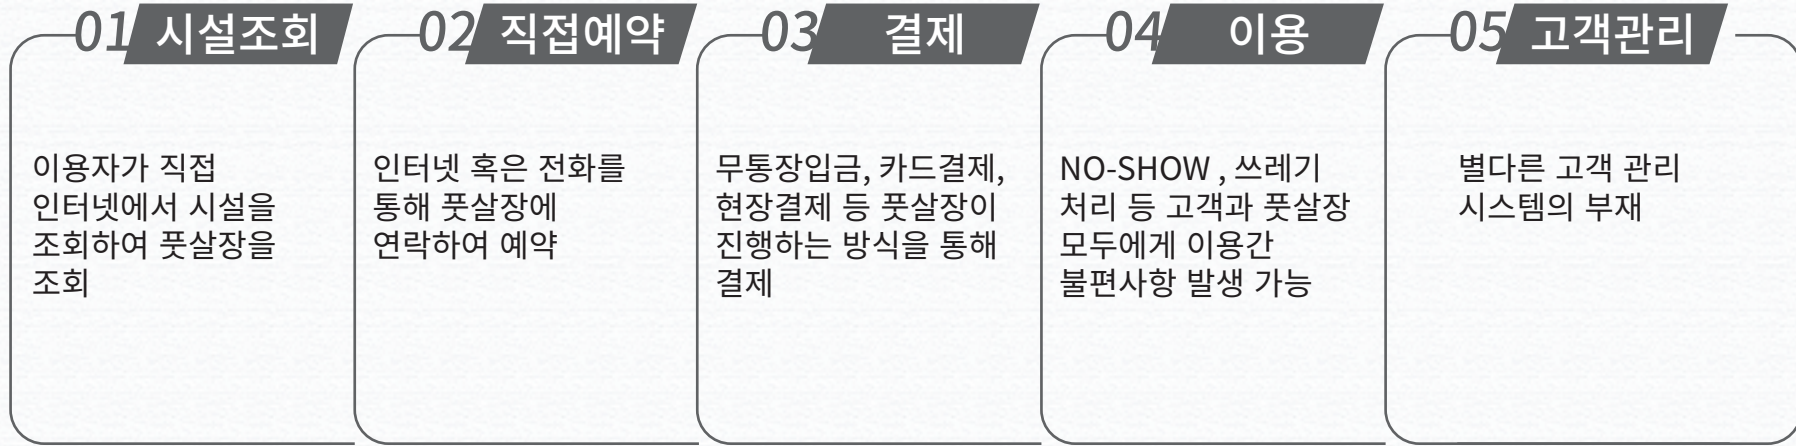 01 시설조회
이용자가 직접
인터넷에서 시설을
조회하여 풋살장을
조회
02 직접예약
인터넷 혹은 전화를
통해 풋살장에
연락하여 예약
03 결제
무통장입금, 카드결제,
현장결제 등 풋살장이
진행하는 방식을 통해
결제
04 이용
NO-SHOW , 쓰레기
처리 등 고객과 풋살장
모두에게 이용간
불편사항 발생 가능
05 고객관리
별다른 고객 관리
시스템의 부재